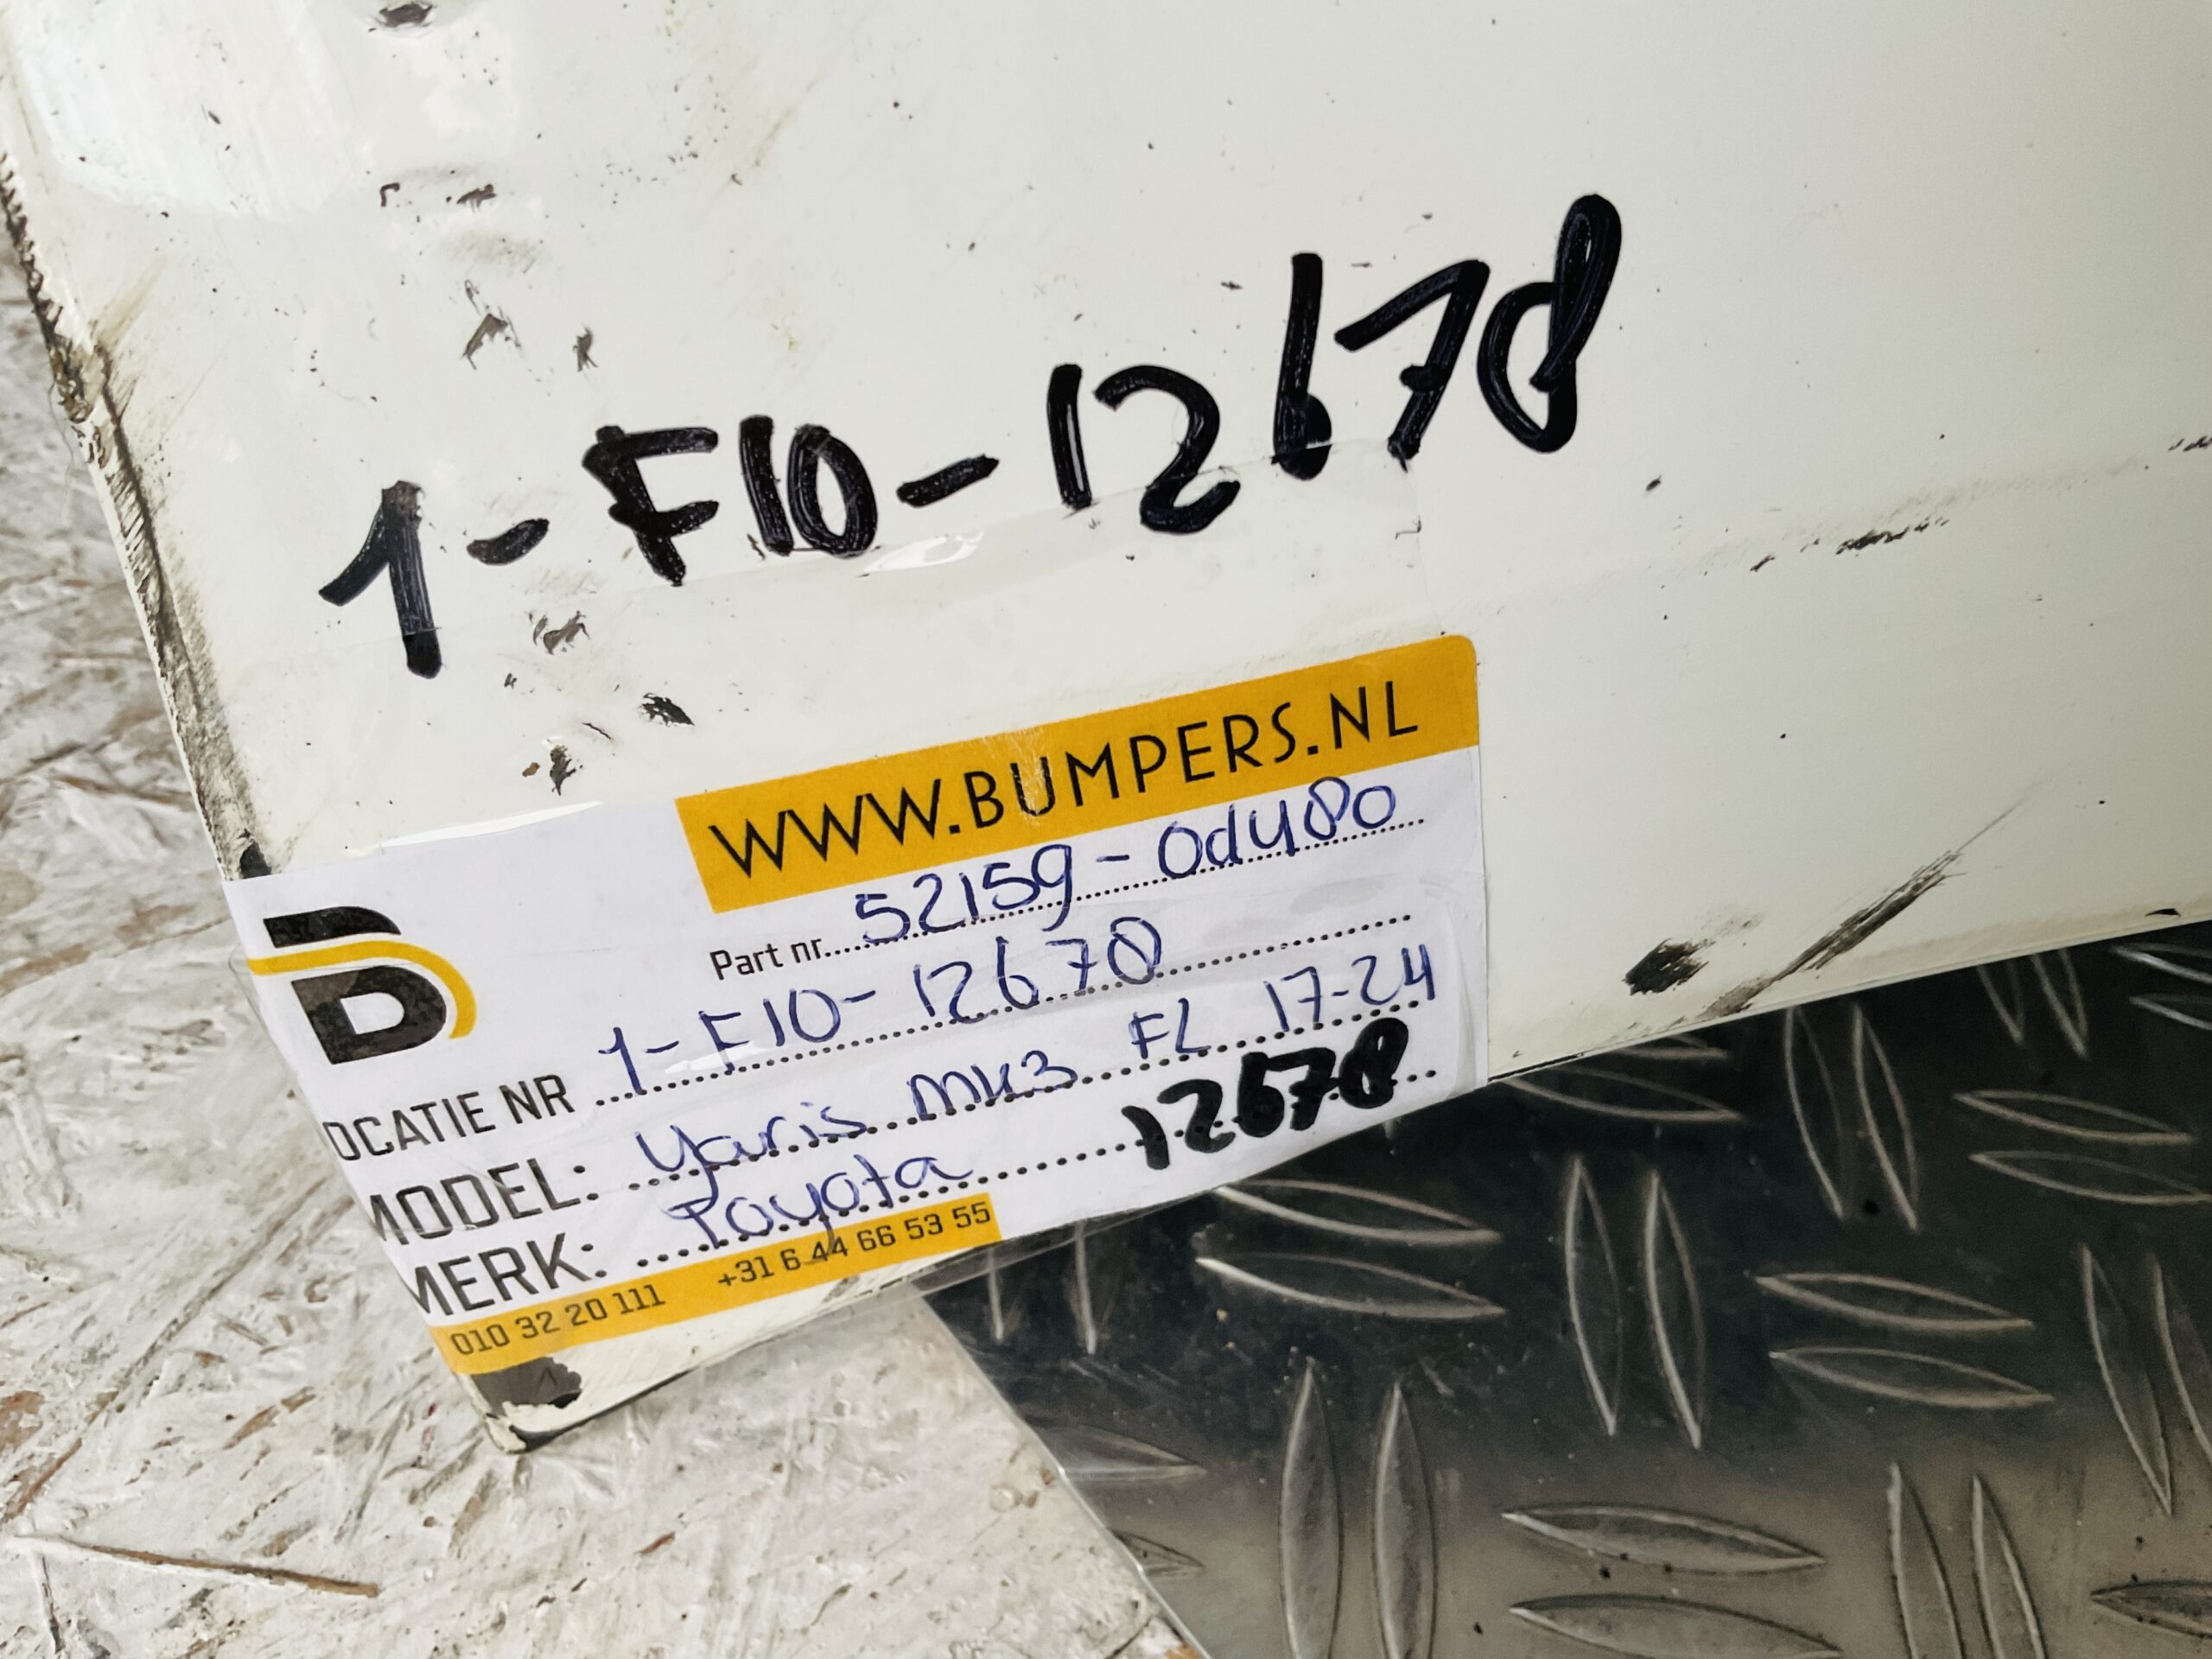 1-F10-12678
WWW.BUMPERS.NL
Part nr. 52159-0d480
OCATIE NR 1-F10-12678
MODEL: Yaris MK3 FL 17-24
MERK: Toyota 12678
010 32 20 111 +31 6 44 66 53 55